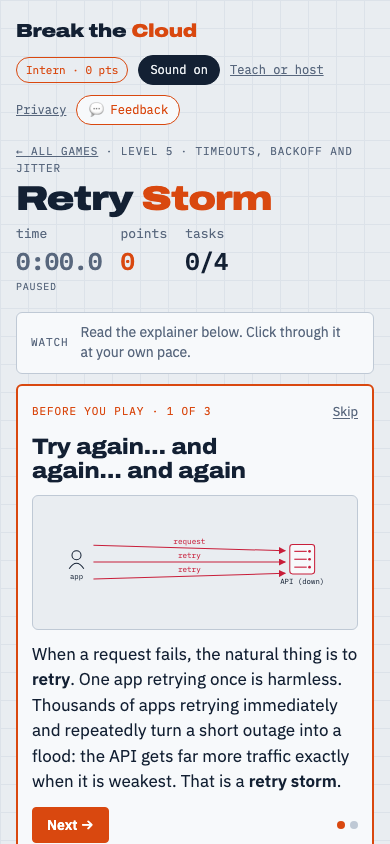 Break the Cloud
Intern · 0 pts
Sound on
Teach or host
Privacy
💬 Feedback
← ALL GAMES · LEVEL 5 · TIMEOUTS, BACKOFF AND
JITTER
Retry Storm
time points tasks
0:00.0 0 0/4
PAUSED
WATCH
Read the explainer below. Click through it
at your own pace.
BEFORE YOU PLAY · 1 OF 3
Skip
Try again… and
again… and again
request
retry
retry
app
API (down)
When a request fails, the natural thing is to
retry. One app retrying once is harmless.
Thousands of apps retrying immediately
and repeatedly turn a short outage into a
flood: the API gets far more traffic exactly
when it is weakest. That is a retry storm.
Next →